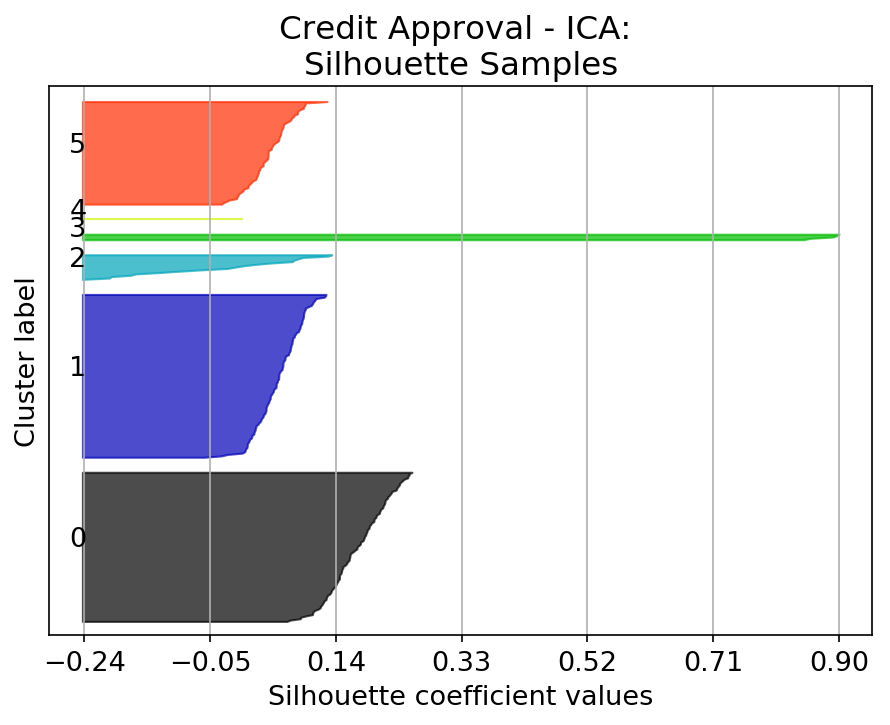 Credit Approval - ICA:
Silhouette Samples
Cluster label
5
4
3
2
1
0
−0.24 −0.05 0.14 0.33 0.52 0.71 0.90
Silhouette coefficient values